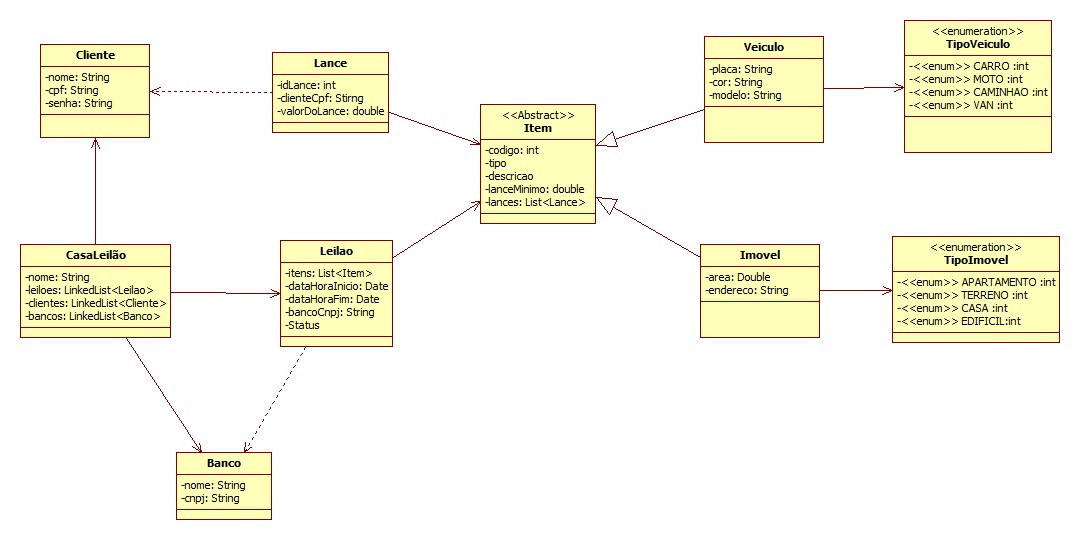 Cliente
-nome: String
-cpf: String
-senha: String
Lance
-idLance: int
-clienteCpf: Stirng
-valorDoLance: double
<<Abstract>>
Item
-codigo: int
-tipo
-descricao
-lanceMinimo: double
-lances: List<Lance>
Veiculo
-placa: String
-cor: String
-modelo: String
<<enumeration>>
TipoVeiculo
-<<enum>> CARRO :int
-<<enum>> MOTO :int
-<<enum>> CAMINHAO :int
-<<enum>> VAN :int
CasaLeilão
-nome: String
-leiloes: LinkedList<Leilao>
-clientes: LinkedList<Cliente>
-bancos: LinkedList<Banco>
Leilao
-itens: List<Item>
-dataHoraInicio: Date
-dataHoraFim: Date
-bancoCnpj: String
-Status
Imovel
-area: Double
-endereco: String
<<enumeration>>
TipoImovel
-<<enum>> APARTAMENTO :int
-<<enum>> TERRENO :int
-<<enum>> CASA :int
-<<enum>> EDIFICIL:int
Banco
-nome: String
-cnpj: String